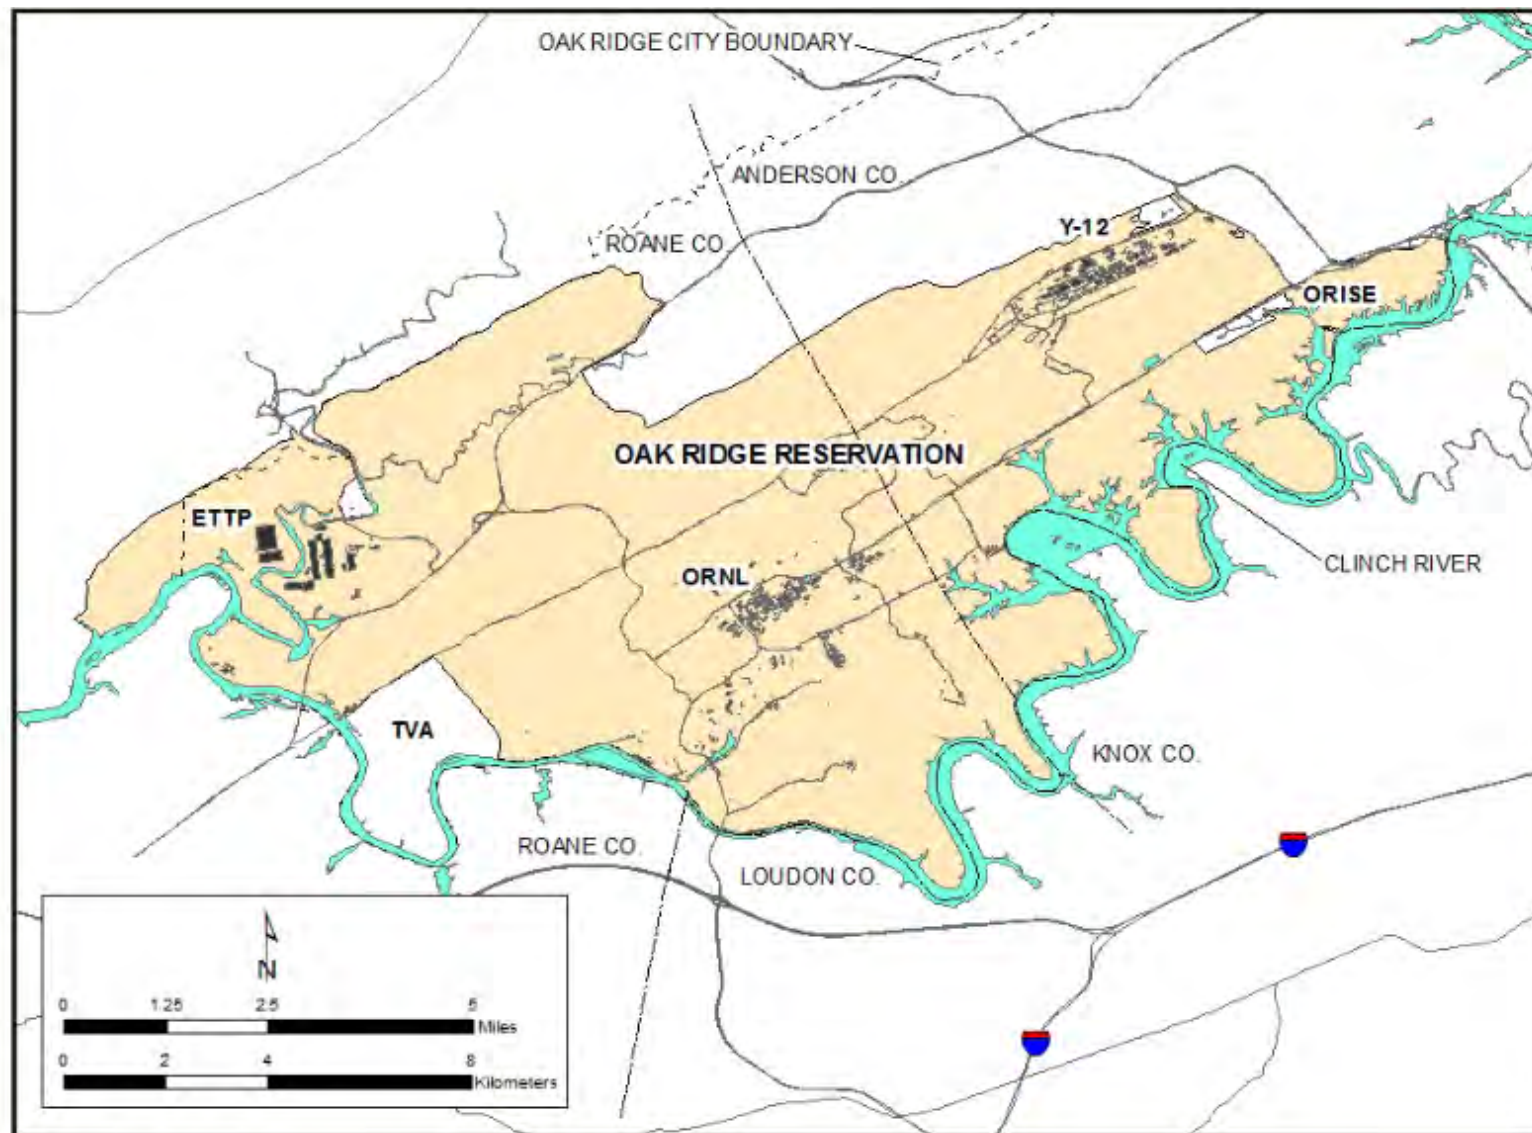 OAK RIDGE CITY BOUNDARY
ANDERSON CO.
ROANE CO.
Y-12
ORISE
OAK RIDGE RESERVATION
ETTP
ORNL
CLINCH RIVER
TVA
KNOX CO.
ROANE CO.
LOUDON CO.
N
0 1.25 2.5 5
Miles
0 2 4 8
Kilometers